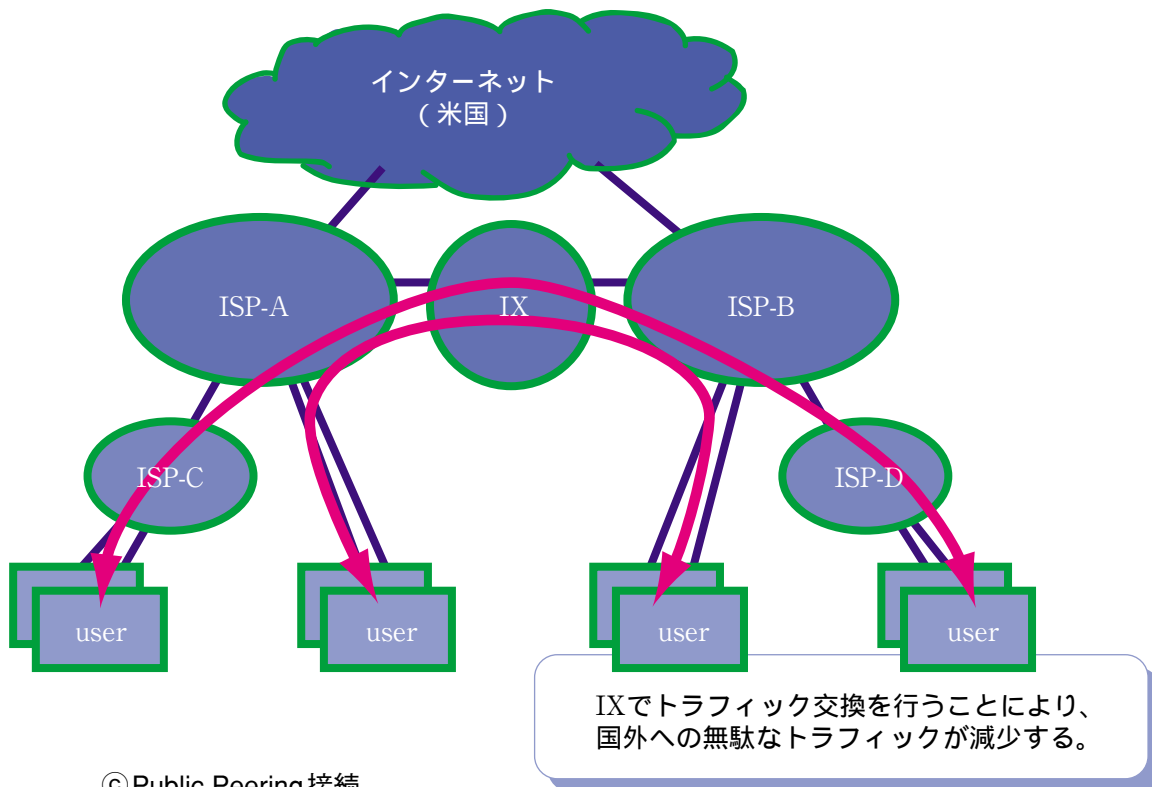 インターネット
(米国)
ISP-A
IX
ISP-B
ISP-C
ISP-D
user
user
user
user
IXでトラフィック交換を行うことにより、
国外への無駄なトラフィックが減少する。
ⓒPublic Peering接続